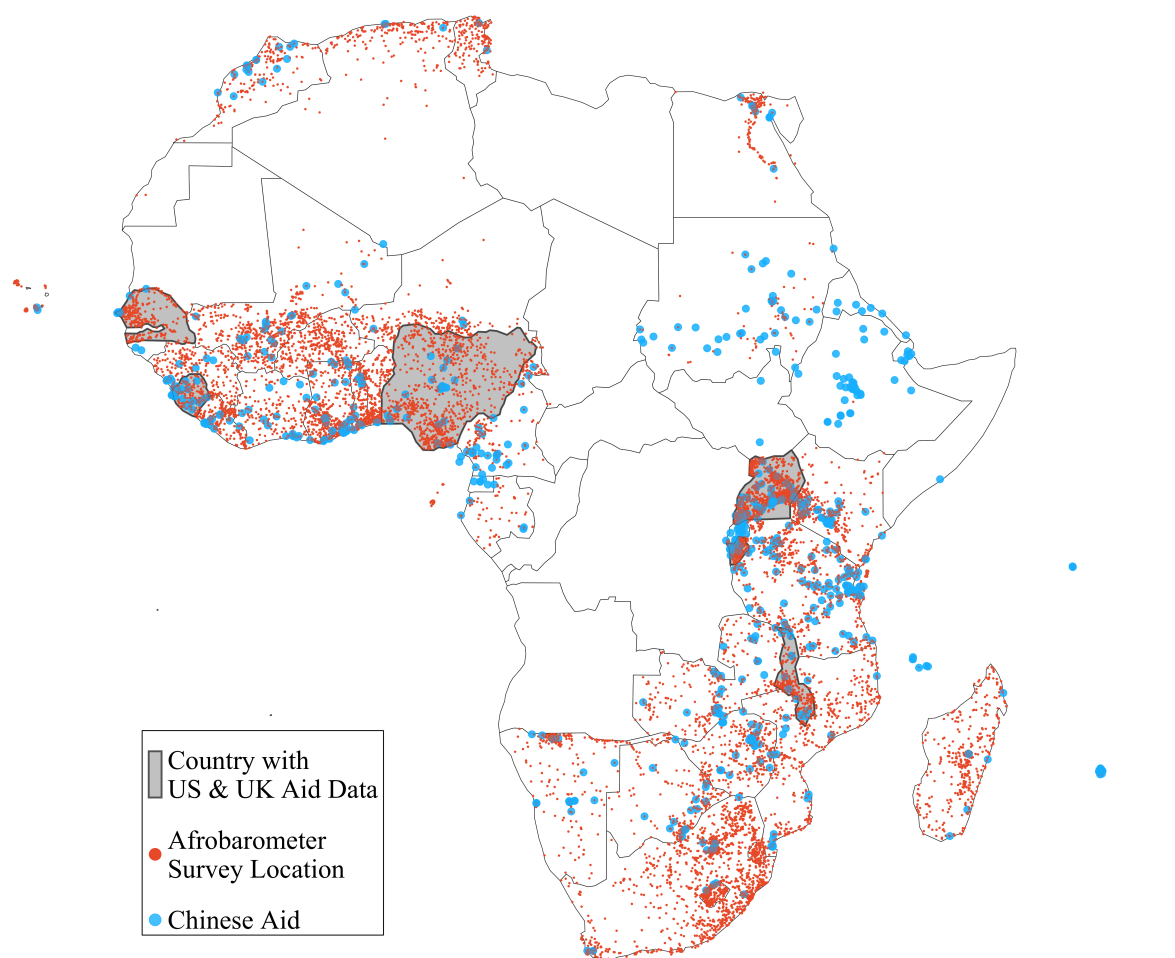 Country with
US & UK Aid Data
Afrobarometer
Survey Location
Chinese Aid